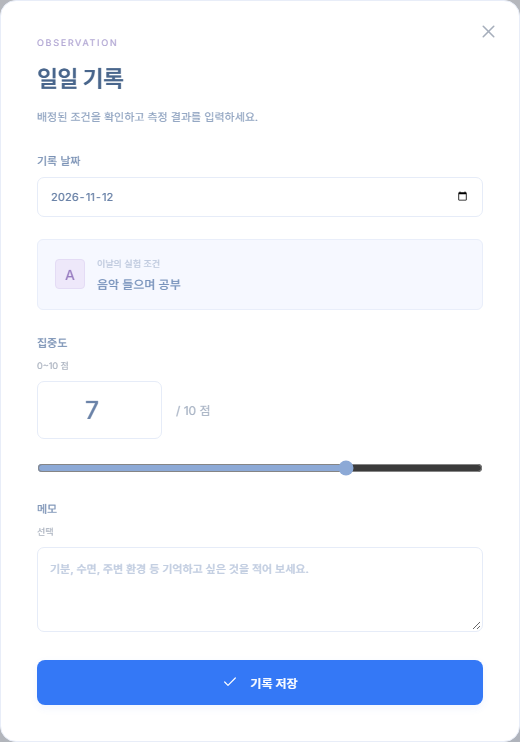 OBSERVATION
일일 기록
배정된 조건을 확인하고 측정 결과를 입력하세요.
기록 날짜
2026-11-12
A
이날의 실험 조건
음악 들으며 공부
집중도
0–10 점
7
/ 10 점
메모
선택
기분, 수면, 주변 환경 등 기억하고 싶은 것을 적어 보세요.
기록 저장